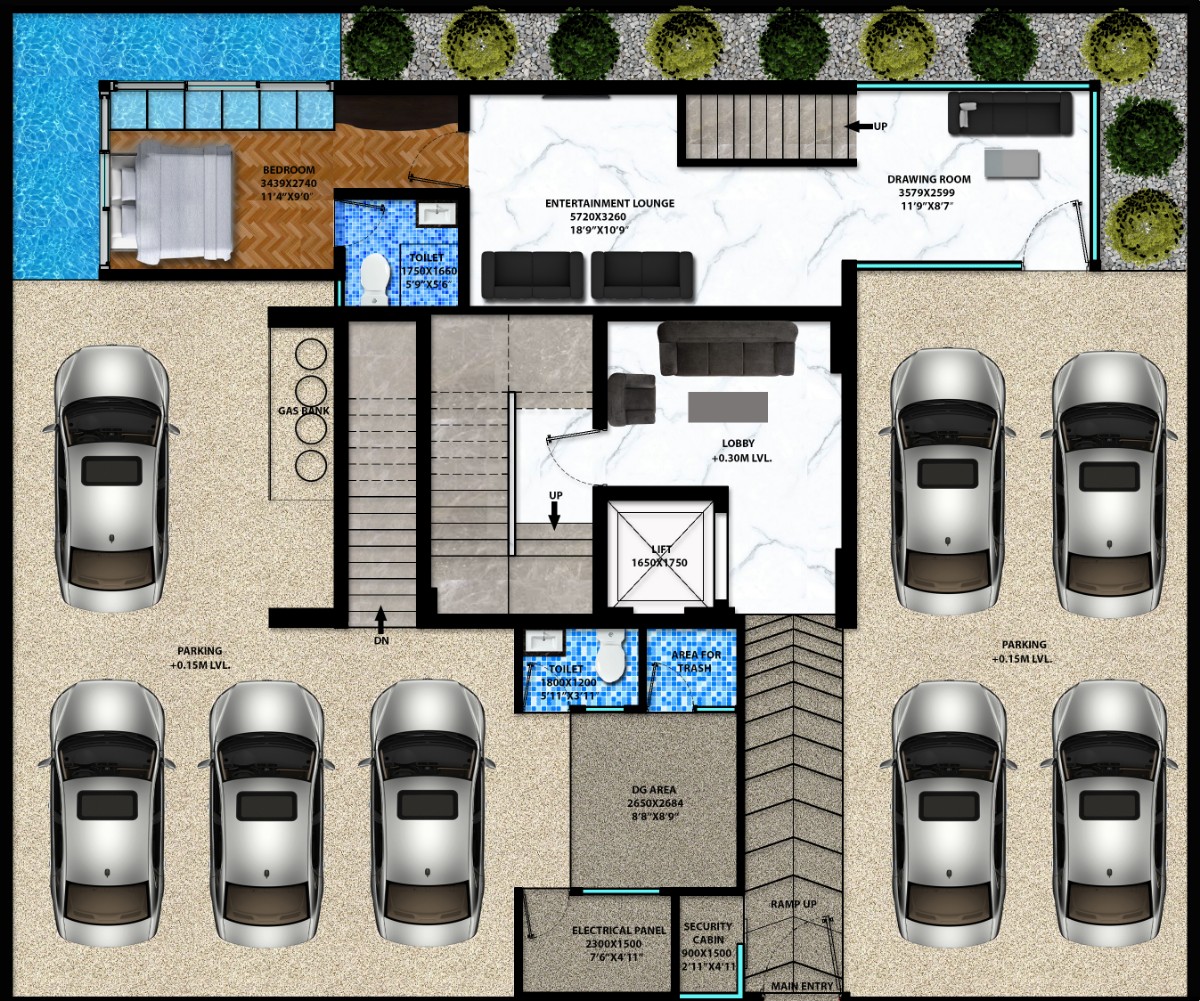 UP
BEDROOM
3439X2740
11'4"X9'0"
DRAWING ROOM
3579X2599
11'9"X8'7"
ENTERTAINMENT LOUNGE
5720X3260
18'9"X10'9"
TOILET
1750X1660
5'9"X5'6"
GAS BANK
LOBBY
+0.30M LVL.
UP
LIFT
1650X1750
DN
PARKING
+0.15M LVL.
PARKING
+0.15M LVL.
TOILET
1800X1200
5'11"X3'11"
AREA FOR
TRASH
DG AREA
2650X2684
8'8"X8'9"
RAMP UP
ELECTRICAL PANEL
2300X1500
7'6"X4'11"
SECURITY
CABIN
900X1500
2'11"X4'11
MAIN ENTRY